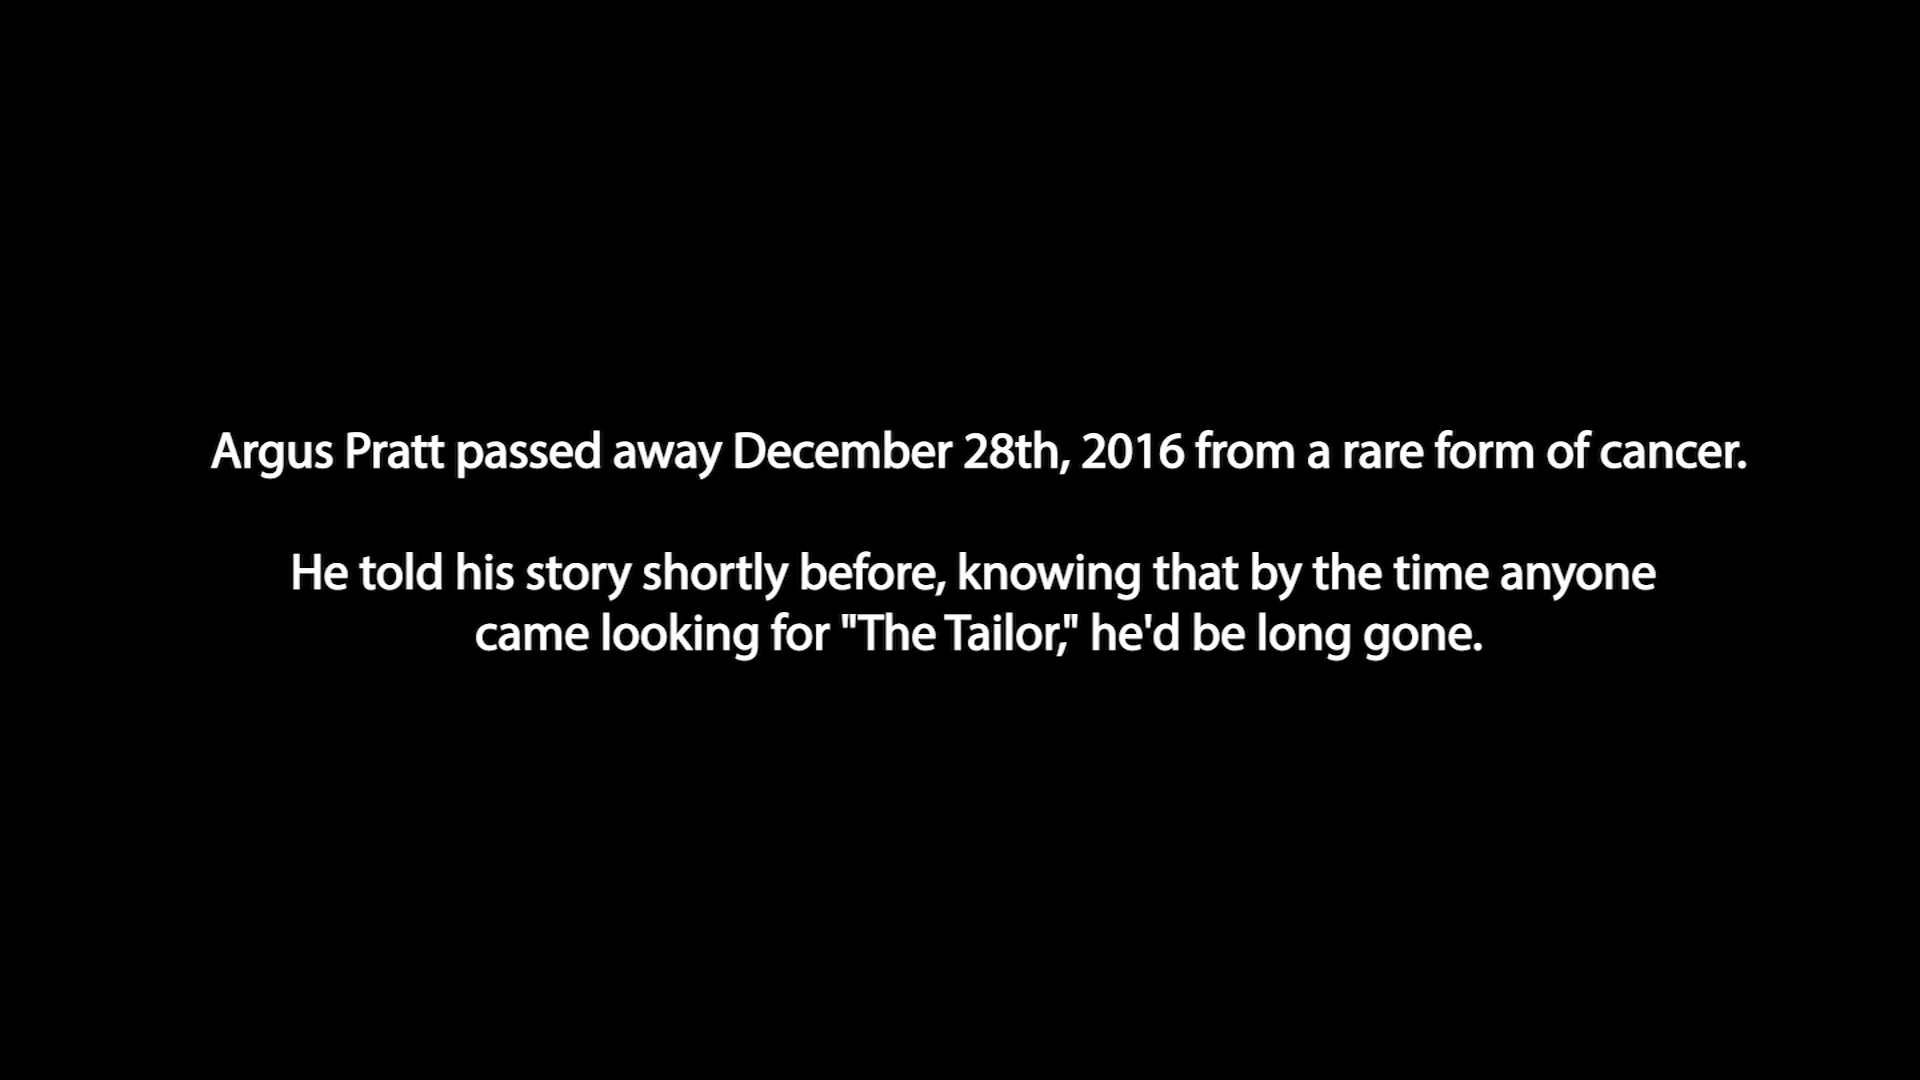 Argus Pratt passed away December 28th, 2016 from a rare form of cancer.
He told his story shortly before, knowing that by the time anyone
came looking for "The Tailor," he'd be long gone.